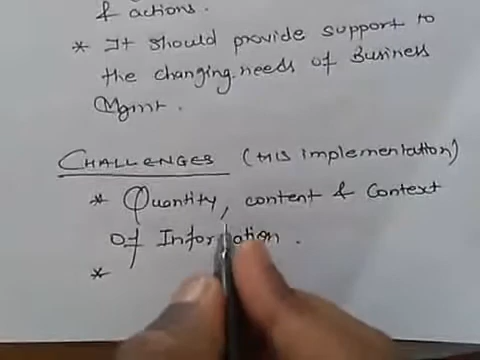 & actions.
* It should provide support to
the changing needs of Business
Mgmt.
CHALLENGES (MIS implementation)
* Quantity, content & Context
Of Information.
*